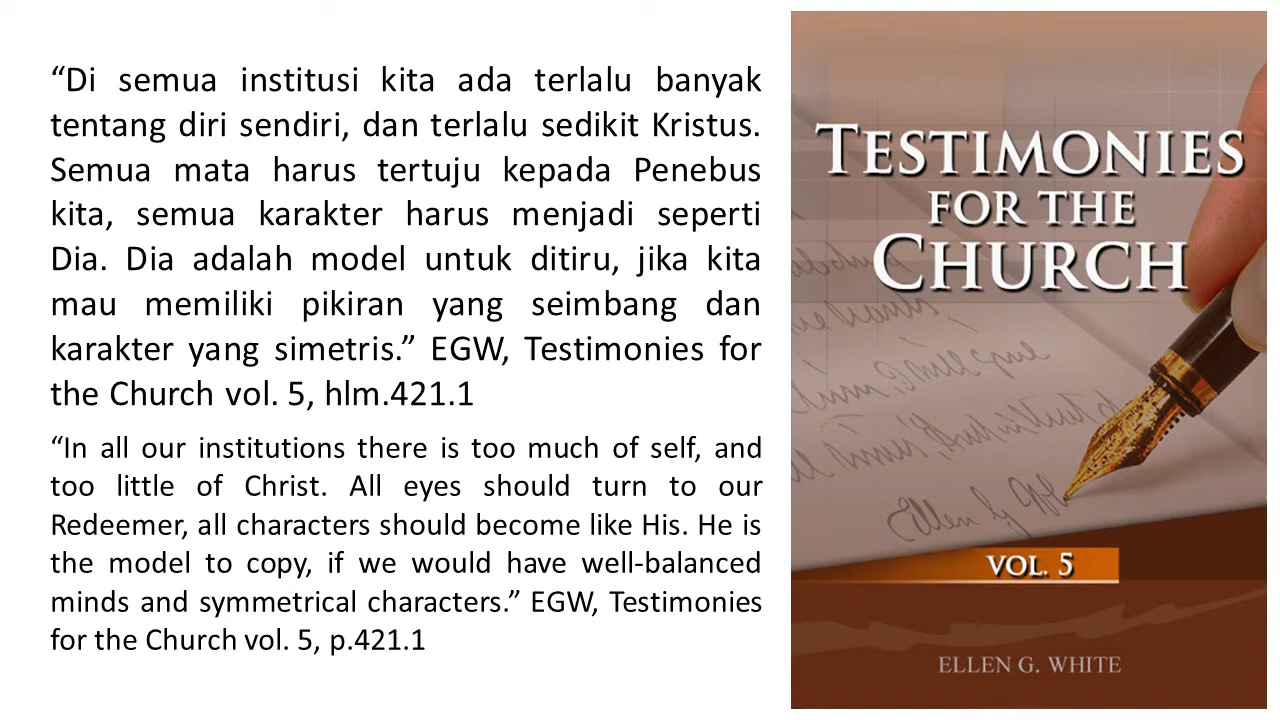 “Di semua institusi kita ada terlalu banyak
tentang diri sendiri, dan terlalu sedikit Kristus.
Semua mata harus tertuju kepada Penebus
kita, semua karakter harus menjadi seperti
Dia. Dia adalah model untuk ditiru, jika kita
mau memiliki pikiran yang seimbang dan
karakter yang simetris.” EGW, Testimonies for
the Church vol. 5, hlm.421.1
“In all our institutions there is too much of self, and
too little of Christ. All eyes should turn to our
Redeemer, all characters should become like His. He is
the model to copy, if we would have well-balanced
minds and symmetrical characters.” EGW, Testimonies
for the Church vol. 5, p.421.1
TESTIMONIES
FOR THE
CHURCH
VOL. 5
ELLEN G. WHITE